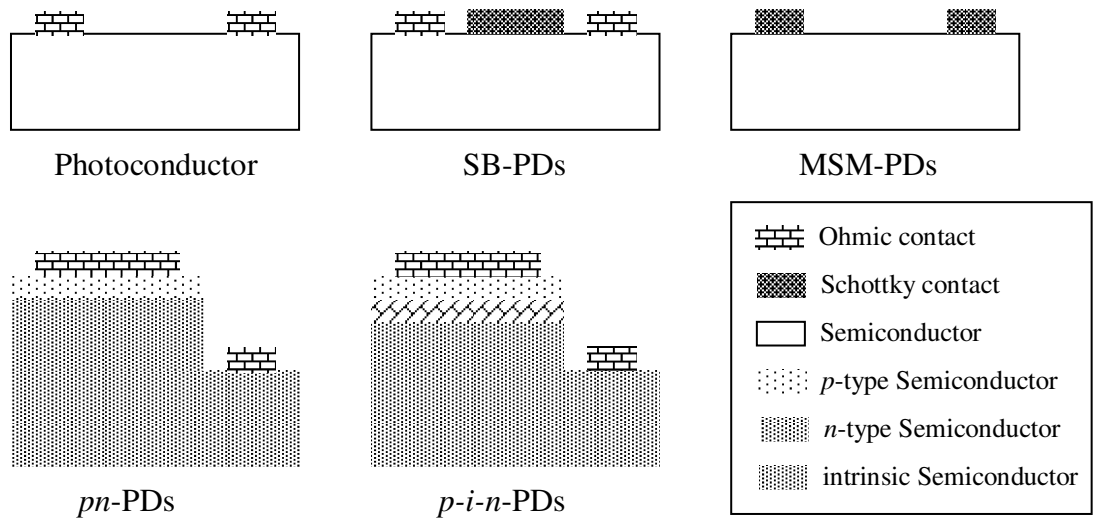 Photoconductor
SB-PDs
MSM-PDs
Ohmic contact
Schottky contact
Semiconductor
p-type Semiconductor
n-type Semiconductor
intrinsic Semiconductor
pn-PDs
p-i-n-PDs